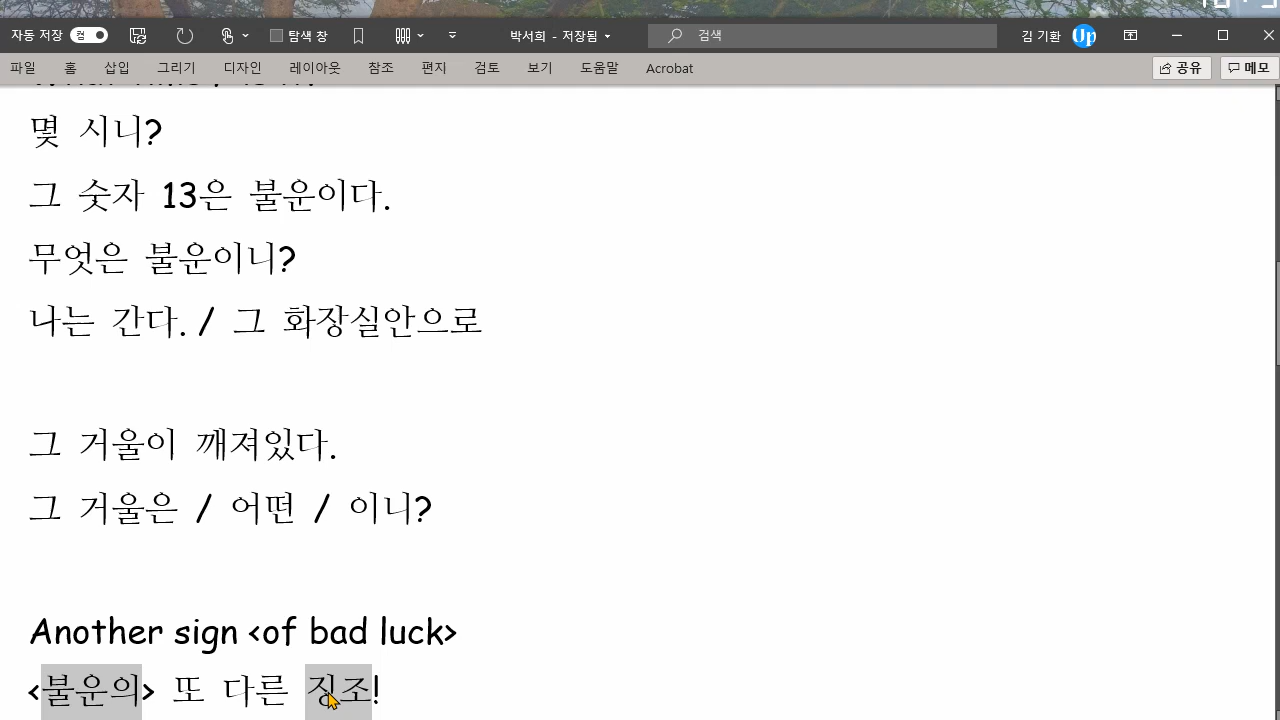 자동 저장 컴 탐색 창 박서희 - 저장됨 검색 김 기환 Up
파일 홈 삽입 그리기 디자인 레이아웃 참조 편지 검토 보기 도움말 Acrobat 공유 메모
몇 시니?
그 숫자 13은 불운이다.
무엇은 불운이니?
나는 간다. / 그 화장실안으로
그 거울이 깨져있다.
그 거울은 / 어떤 / 이니?
Another sign <of bad luck>
<불운의> 또 다른 징조!